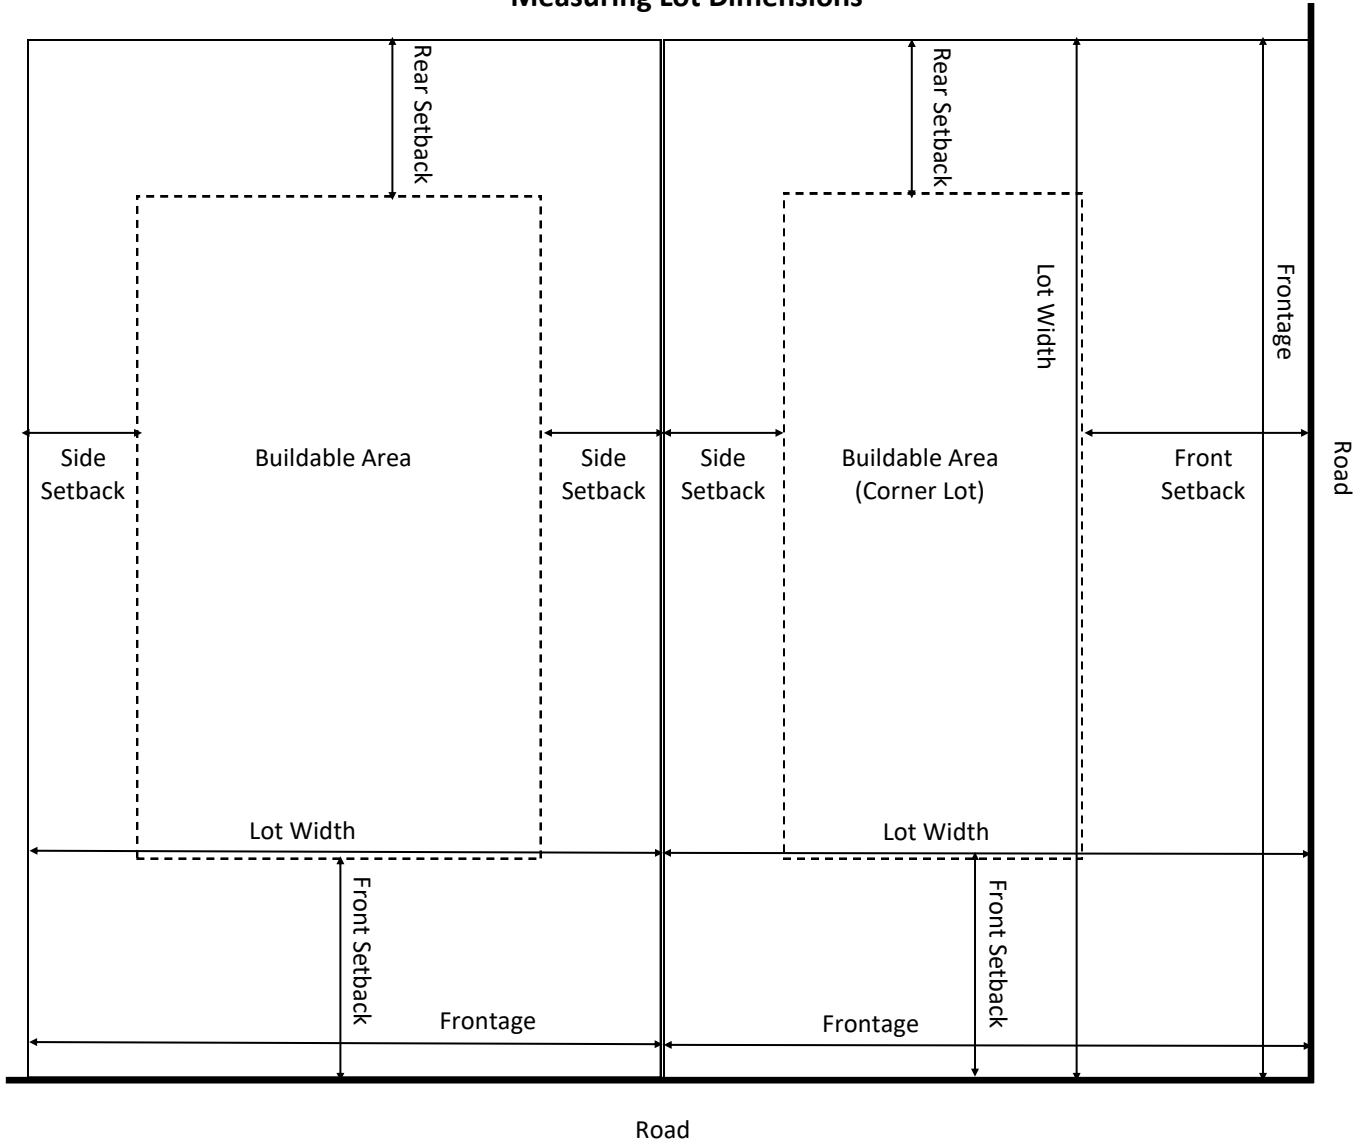 Measuring Lot Dimensions
Rear Setback
Rear Setback
Lot Width
Frontage
Side
Setback
Buildable Area
Side
Setback
Side
Setback
Buildable Area
(Corner Lot)
Front
Setback
Road
Lot Width
Lot Width
Front Setback
Front Setback
Frontage
Frontage
Road